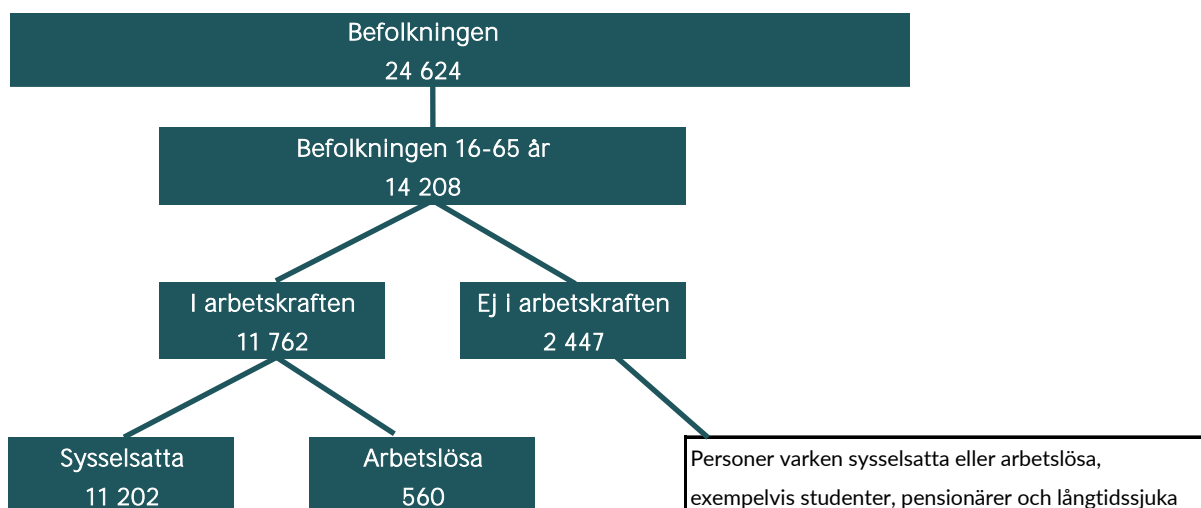 Befolkningen
24 624
Befolkningen 16-65 år
14 208
I arbetskraften
11 762
Ej i arbetskraften
2 447
Sysselsatta
11 202
Arbetslösa
560
Personer varken sysselsatta eller arbetslösa,
exempelvis studenter, pensionärer och långtidssjuka